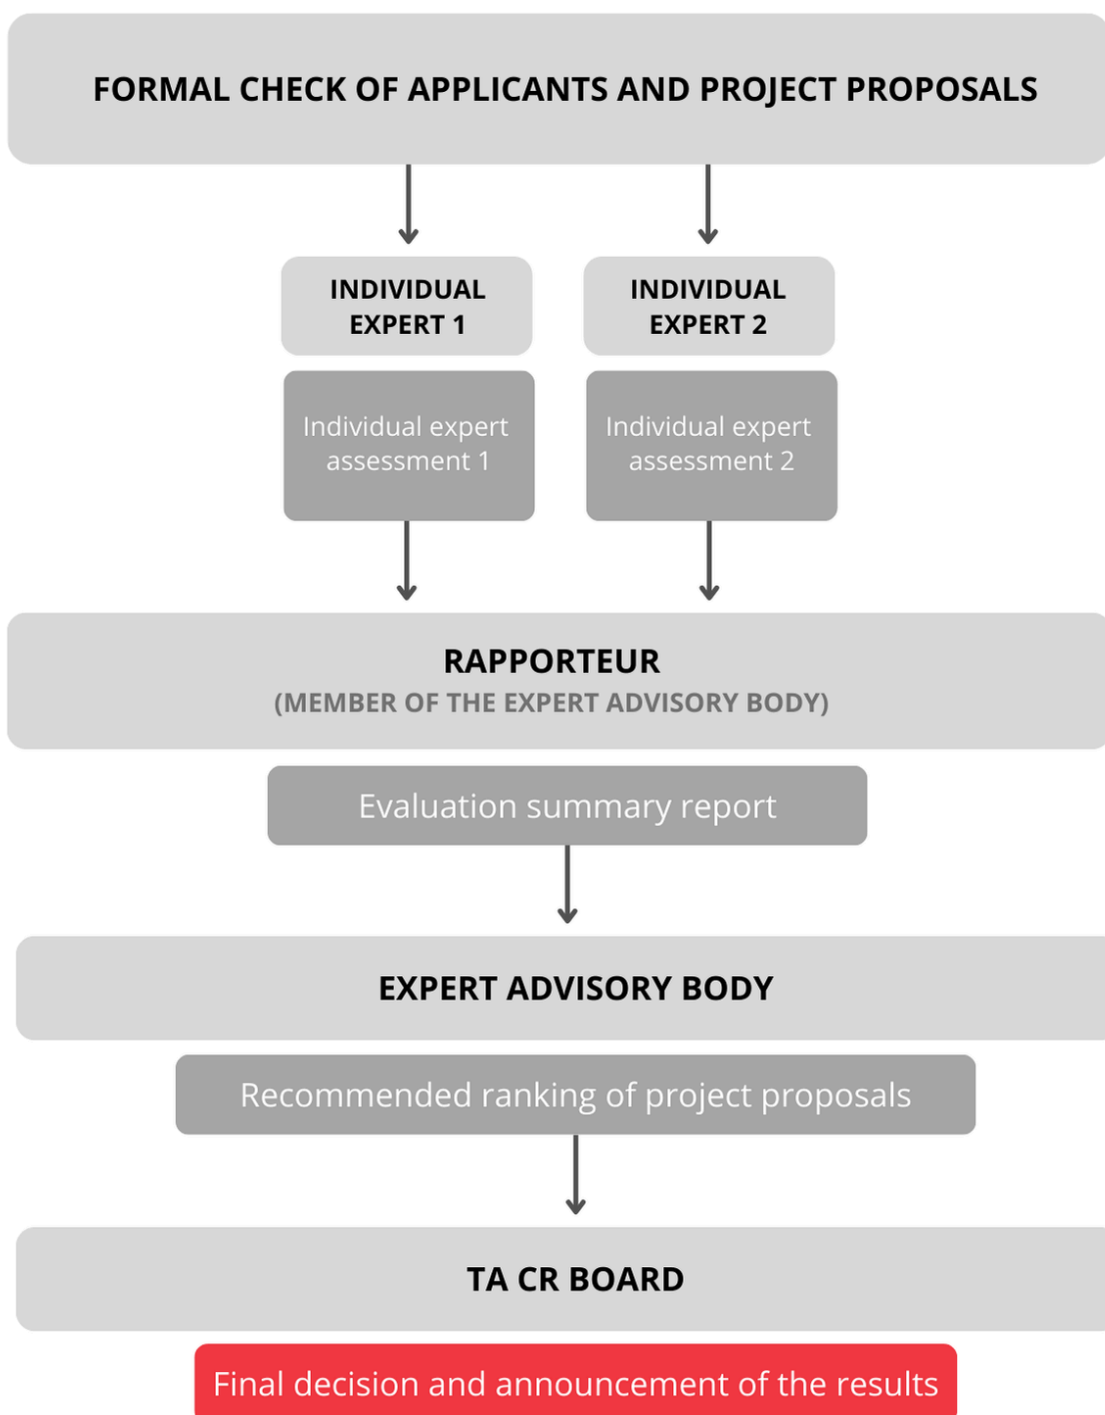 FORMAL CHECK OF APPLICANTS AND PROJECT PROPOSALS
INDIVIDUAL
EXPERT 1
INDIVIDUAL
EXPERT 2
Individual expert
assessment 1
Individual expert
assessment 2
RAPPORTEUR
(MEMBER OF THE EXPERT ADVISORY BODY)
Evaluation summary report
EXPERT ADVISORY BODY
Recommended ranking of project proposals
TA CR BOARD
Final decision and announcement of the results